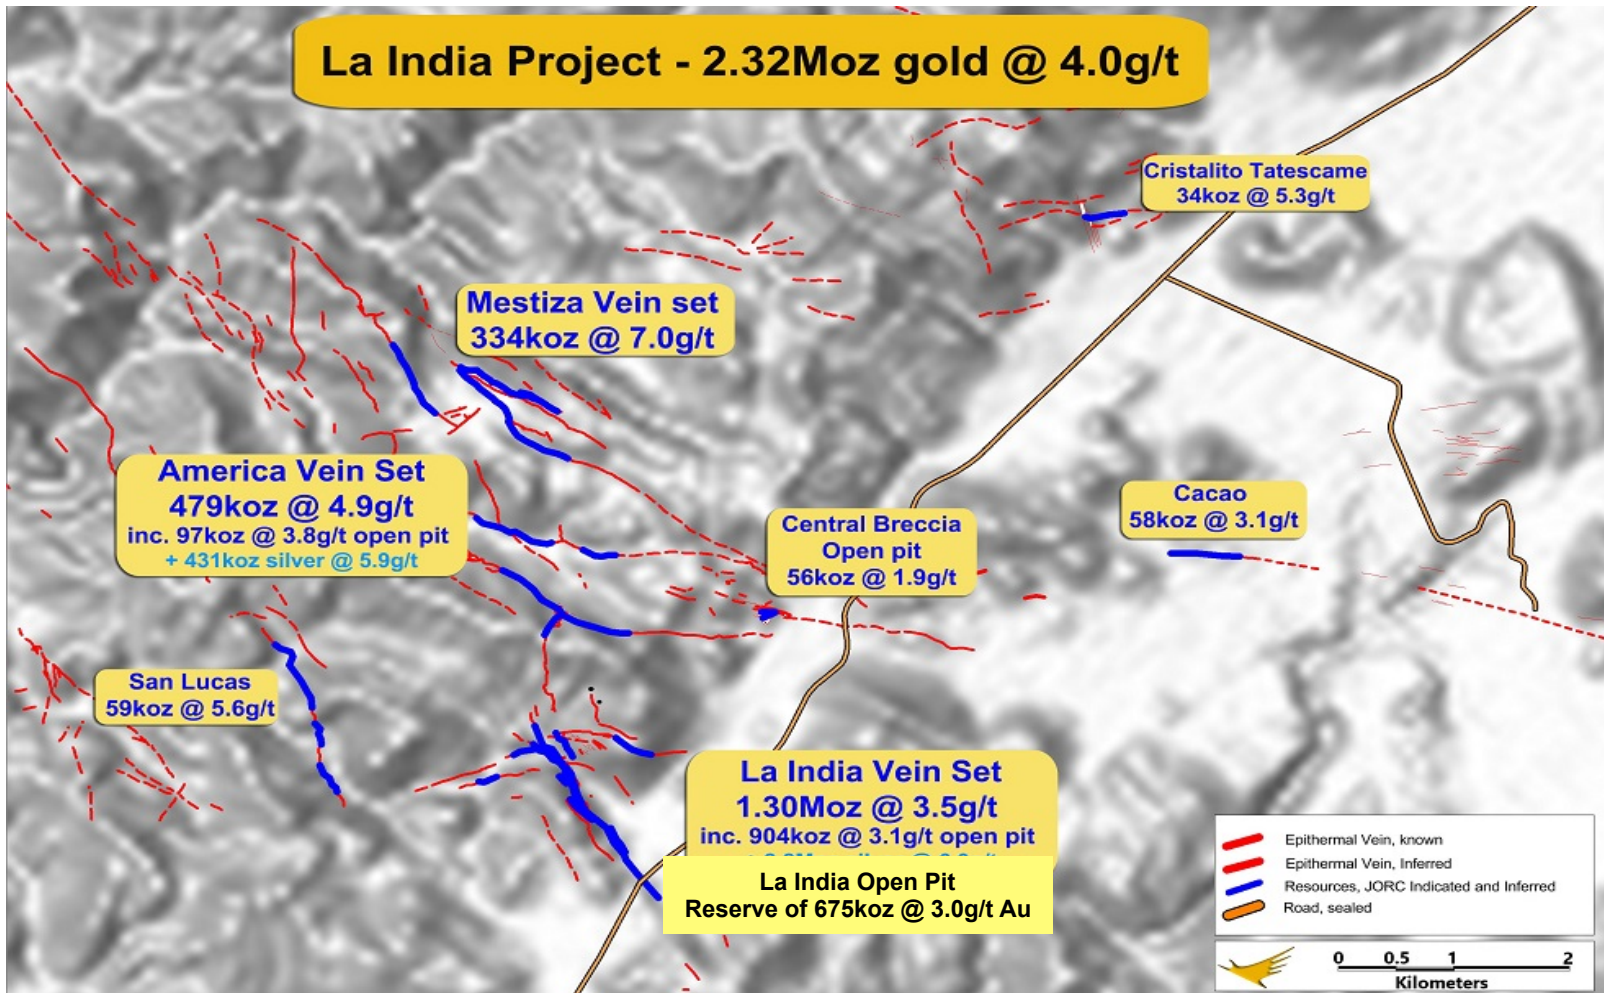 La India Project - 2.32Moz gold @ 4.0g/t
Cristalito Tatescame
34koz @ 5.3g/t
Mestiza Vein set
334koz @ 7.0g/t
America Vein Set
479koz @ 4.9g/t
inc. 97koz @ 3.8g/t open pit
+ 431koz silver @ 5.9g/t
Cacao
58koz @ 3.1g/t
Central Breccia
Open pit
56koz @ 1.9g/t
San Lucas
59koz @ 5.6g/t
La India Vein Set
1.30Moz @ 3.5g/t
inc. 904koz @ 3.1g/t open pit
La India Open Pit
Reserve of 675koz @ 3.0g/t Au
Epithermal Vein, known
Epithermal Vein, Inferred
Resources, JORC Indicated and Inferred
Road, sealed
0 0.5 1 2
Kilometers